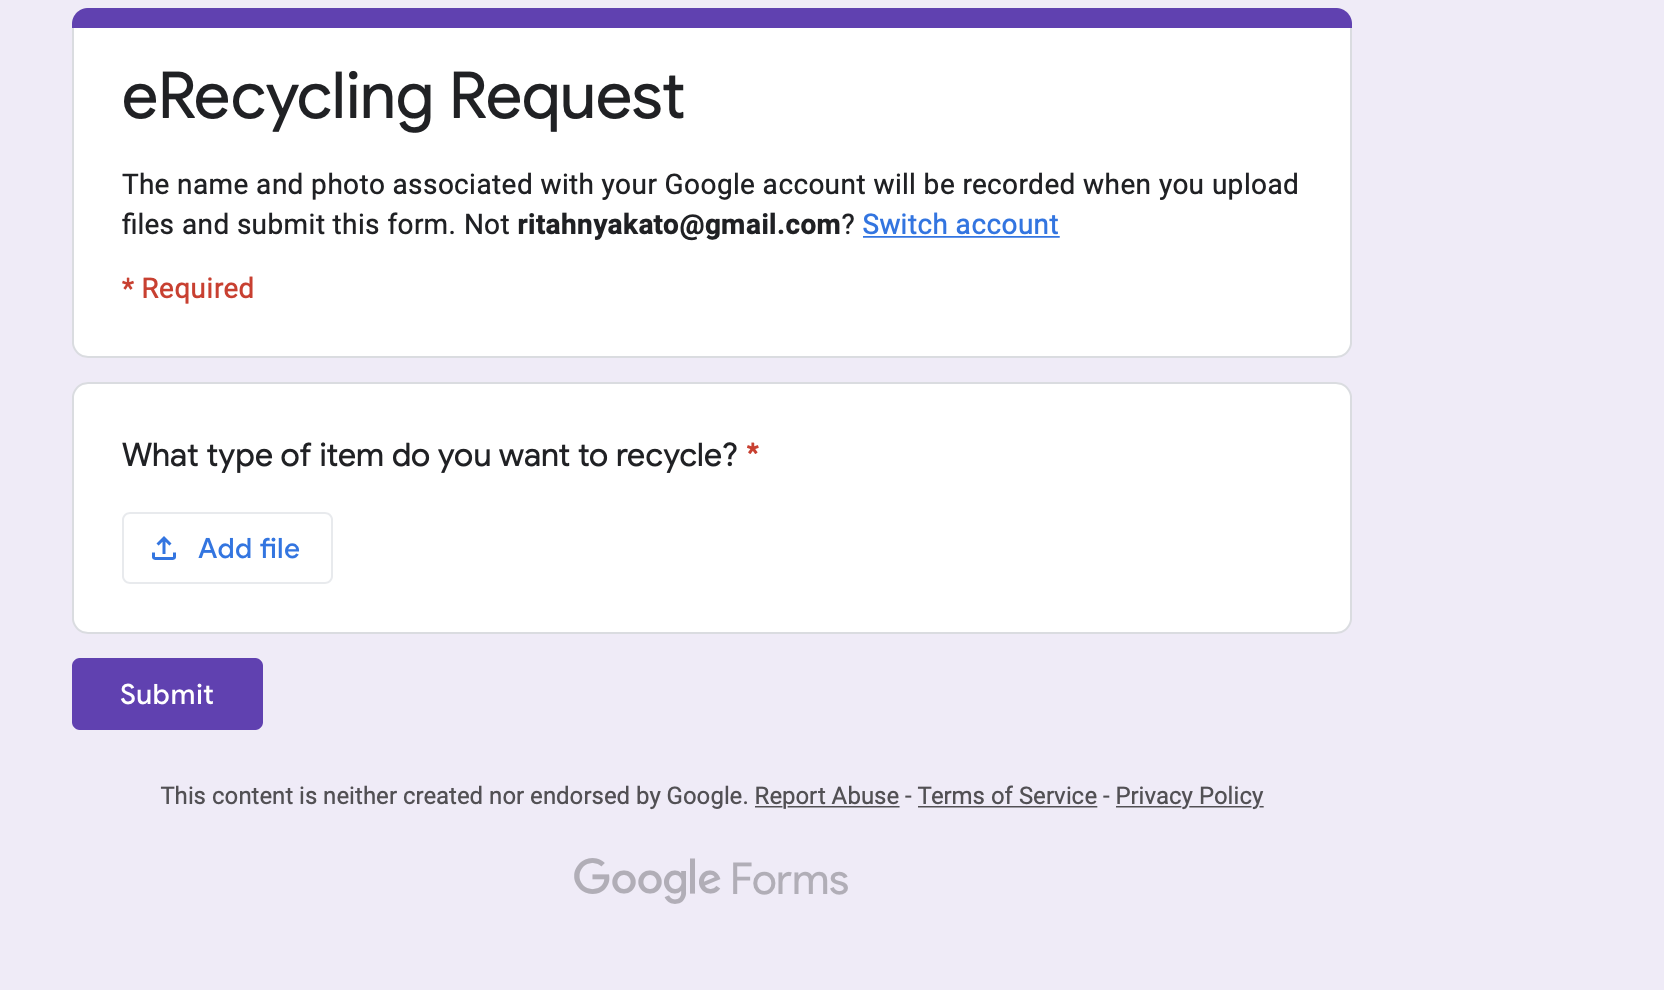 eRecycling Request
The name and photo associated with your Google account will be recorded when you upload
files and submit this form. Not ritahnyakato@gmail.com? Switch account
* Required
What type of item do you want to recycle? *
Add file
Submit
This content is neither created nor endorsed by Google. Report Abuse - Terms of Service - Privacy Policy
Google Forms